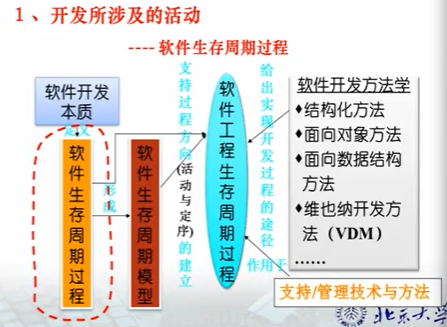 1、开发所涉及的活动
----软件生存周期过程
软件开发
本质
定义
软件生存周期过程
形成
软件生存周期模型
支持过程方向(活动与定序)的建立
软件工程生存周期过程
给出实现开发过程的途径
作用于
软件开发方法学
♦结构化方法
♦面向对象方法
♦面向数据结构
方法
♦维也纳开发方
法（VDM）
……
支持/管理技术与方法
北京大学